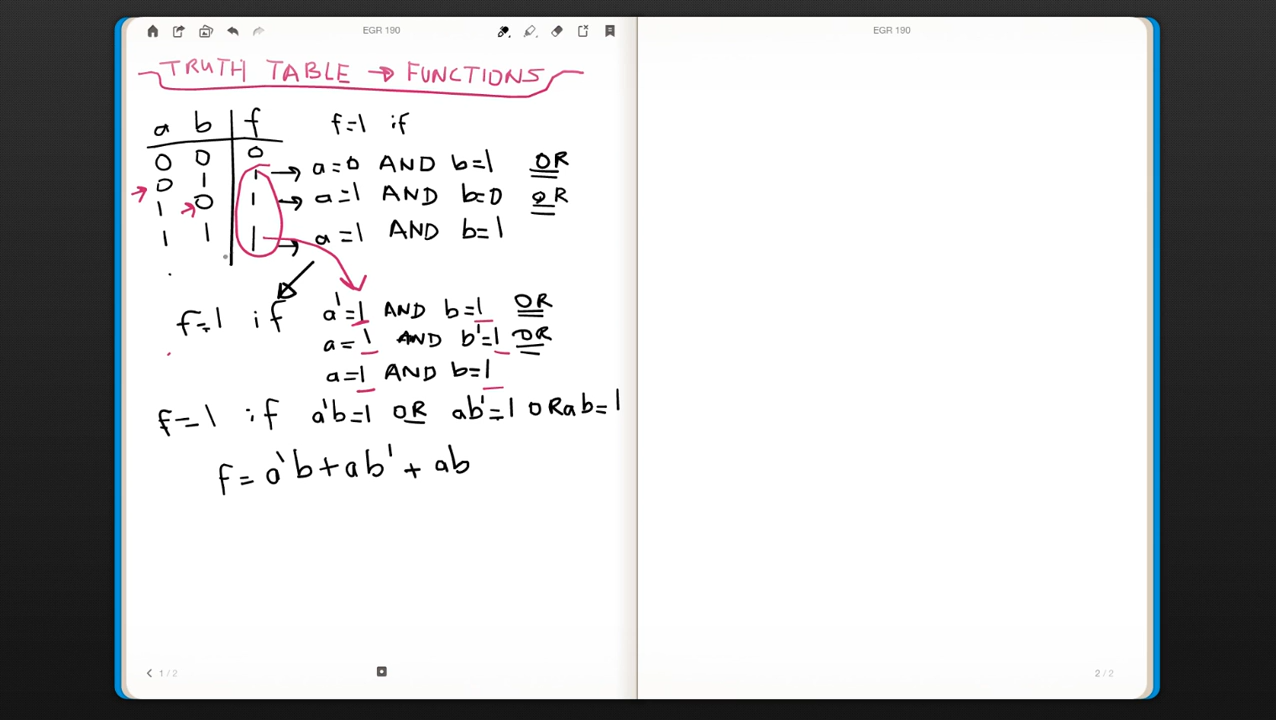 EGR 190
EGR 190
TRUTH TABLE → FUNCTIONS
a b f f=1 if
0 0 0
0 1 1 → a=0 AND b=1 OR
1 0 1 → a=1 AND b=0 OR
1 1 1 → a=1 AND b=1
f=1 if a'=1 AND b=1 OR
a=1 AND b'=1 OR
a=1 AND b=1
f=1 if a'b=1 OR ab'=1 OR ab=1
f=a'b+ab'+ab
1 / 2
2 / 2